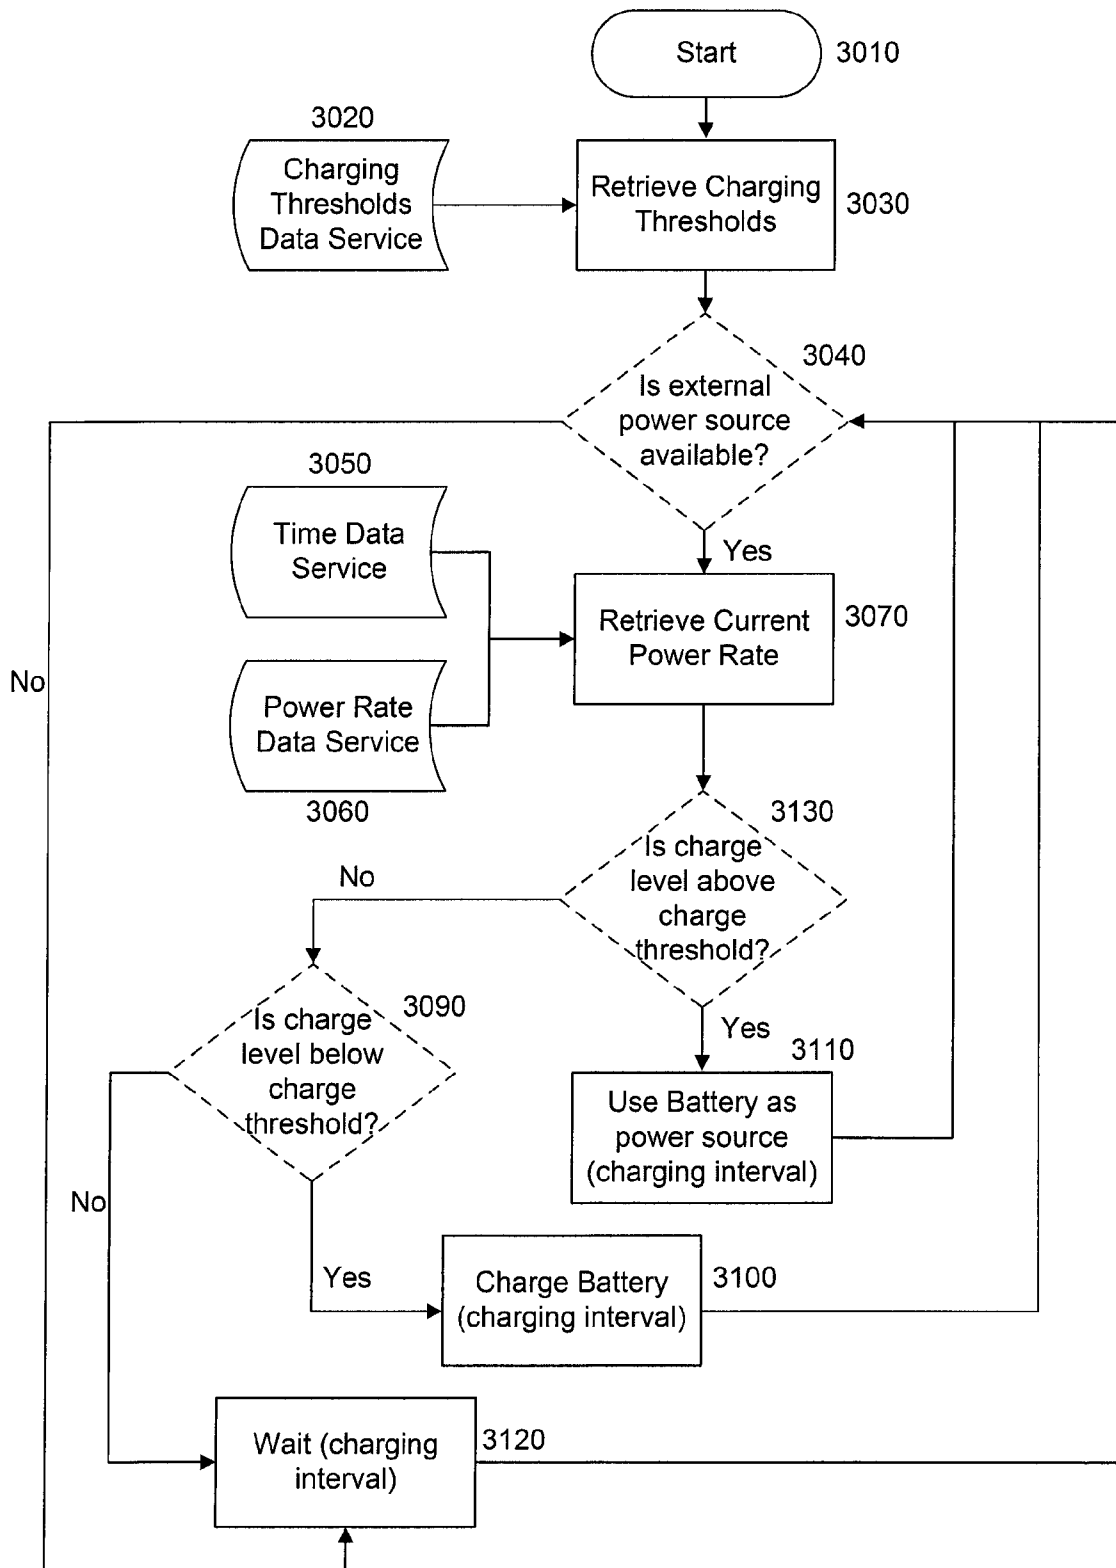 Start
3010
3020
Charging
Thresholds
Data Service
Retrieve Charging
Thresholds
3030
3040
Is external
power source
available?
3050
Time Data
Service
Yes
Retrieve Current
Power Rate
3070
No
Power Rate
Data Service
3060
3130
Is charge
level above
charge
threshold?
No
3090
Is charge
level below
charge
threshold?
Yes
3110
Use Battery as
power source
(charging interval)
No
Yes
Charge Battery
(charging interval)
3100
Wait (charging
interval)
3120